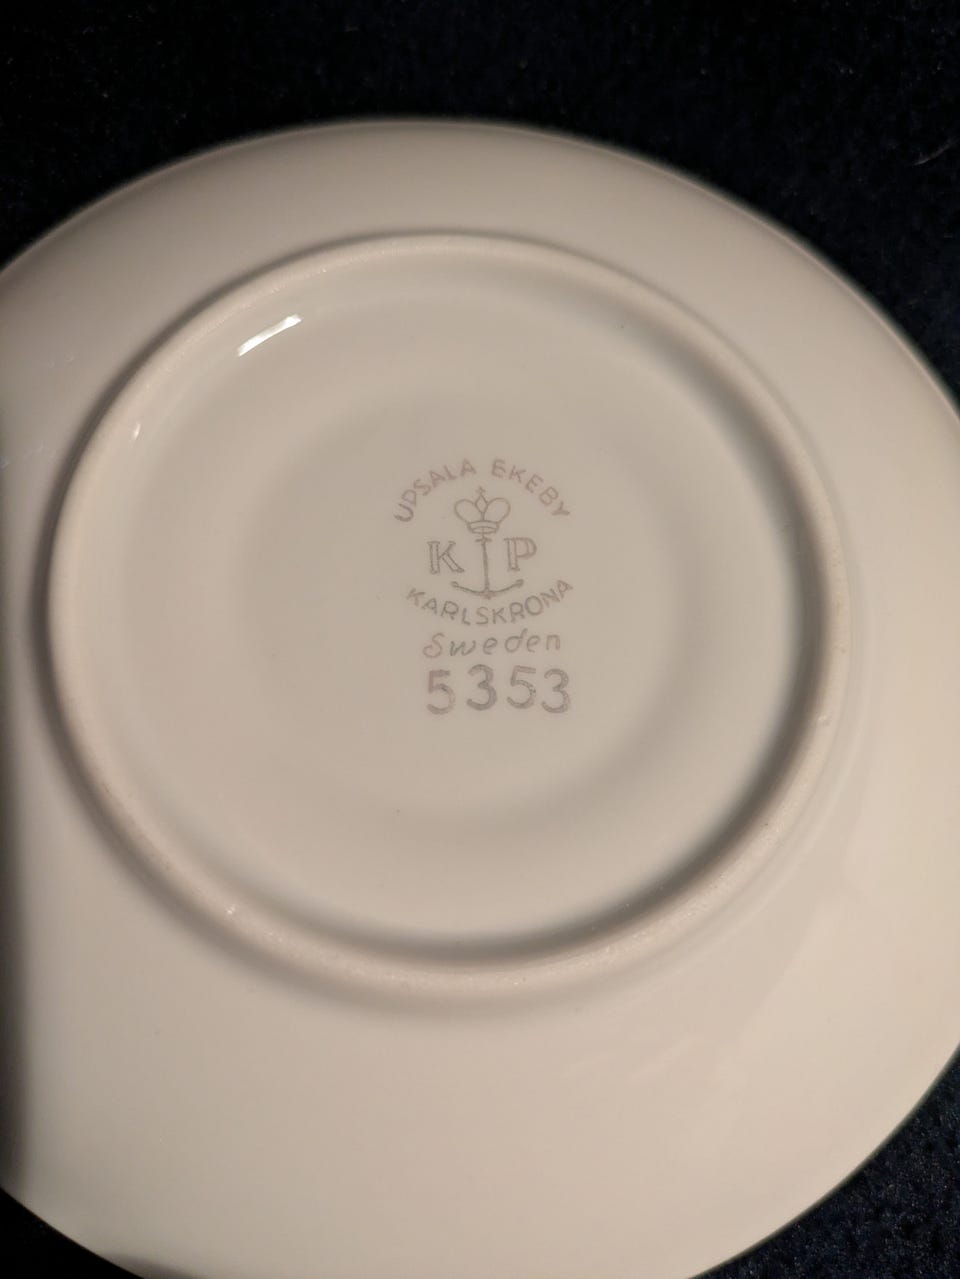 UPSALA EKEBY
K P
KARLSKRONA
Sweden
5353